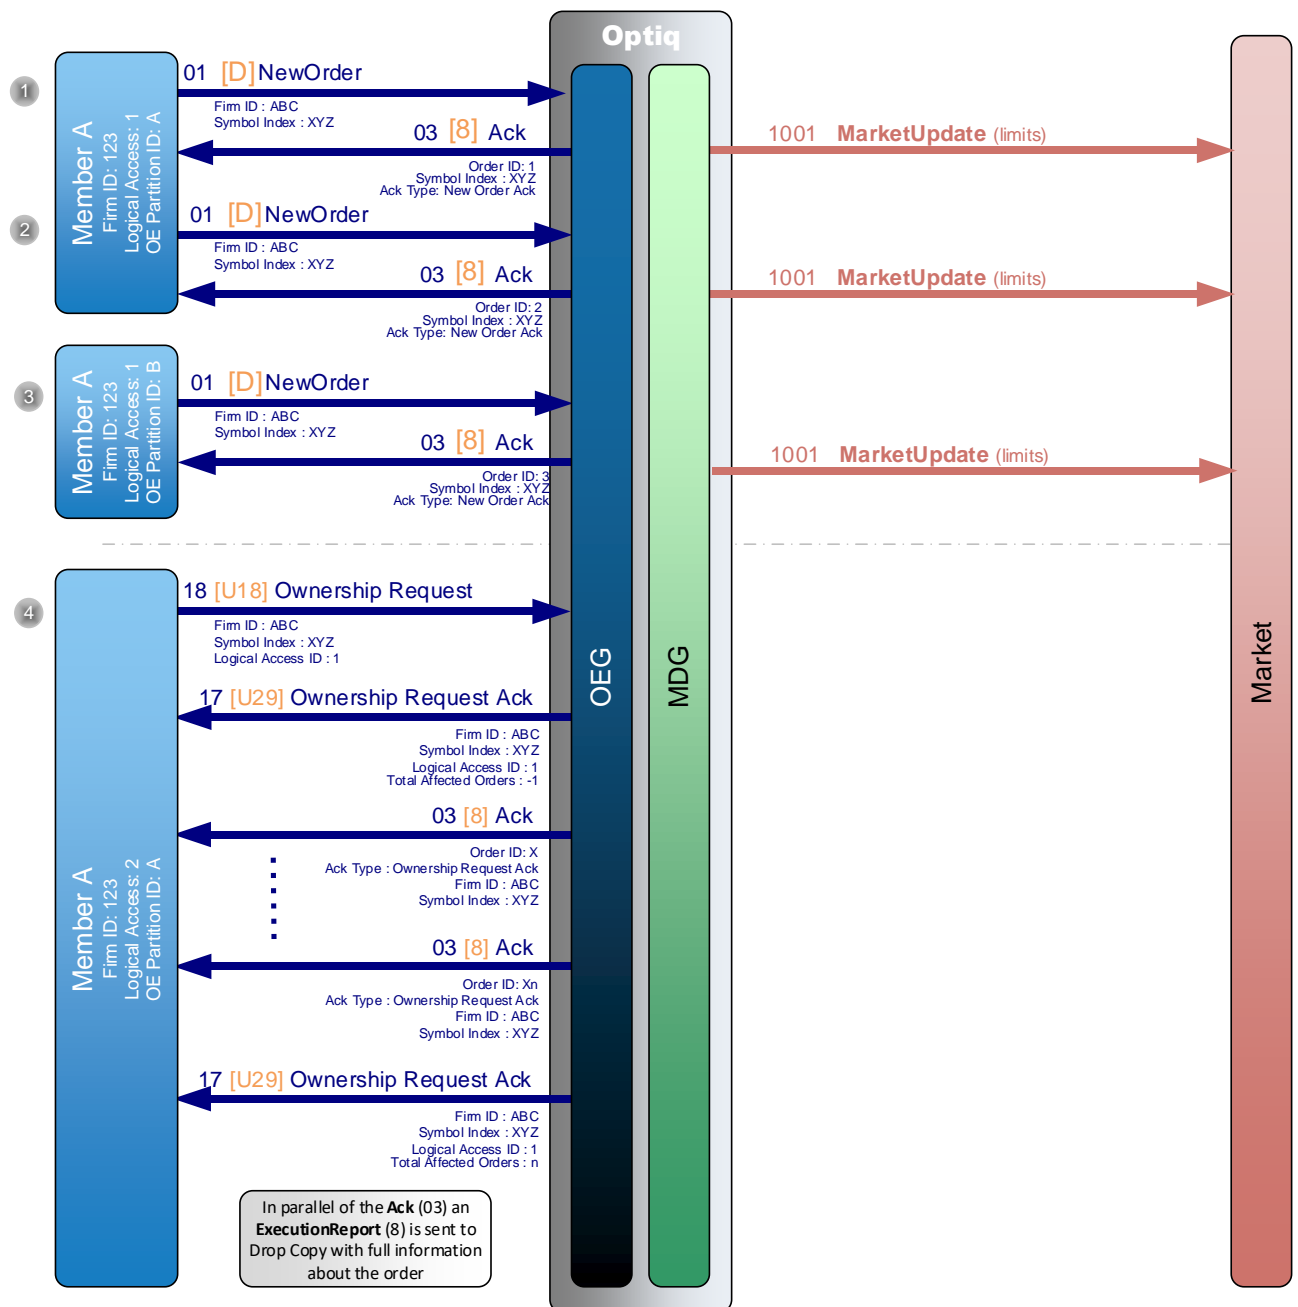 Optiq
1
Member A
Firm ID: 123
Logical Access: 1
OE Partition ID: A
01 [D] NewOrder
Firm ID : ABC
Symbol Index : XYZ
03 [8] Ack
Order ID: 1
Symbol Index : XYZ
Ack Type: New Order Ack
1001 MarketUpdate (limits)
2
01 [D] NewOrder
Firm ID : ABC
Symbol Index : XYZ
03 [8] Ack
Order ID: 2
Symbol Index : XYZ
Ack Type: New Order Ack
1001 MarketUpdate (limits)
3
Member A
Firm ID: 123
Logical Access: 1
OE Partition ID: B
01 [D] NewOrder
Firm ID : ABC
Symbol Index : XYZ
03 [8] Ack
Order ID: 3
Symbol Index : XYZ
Ack Type: New Order Ack
1001 MarketUpdate (limits)
4
Member A
Firm ID: 123
Logical Access: 2
OE Partition ID: A
18 [U18] Ownership Request
Firm ID : ABC
Symbol Index : XYZ
Logical Access ID : 1
17 [U29] Ownership Request Ack
Firm ID : ABC
Symbol Index : XYZ
Logical Access ID : 1
Total Affected Orders : -1
03 [8] Ack
Order ID: X
Ack Type : Ownership Request Ack
Firm ID : ABC
Symbol Index : XYZ
03 [8] Ack
Order ID: Xn
Ack Type : Ownership Request Ack
Firm ID : ABC
Symbol Index : XYZ
17 [U29] Ownership Request Ack
Firm ID : ABC
Symbol Index : XYZ
Logical Access ID : 1
Total Affected Orders : n
In parallel of the Ack (03) an
ExecutionReport (8) is sent to
Drop Copy with full information
about the order
OEG
MDG
Market